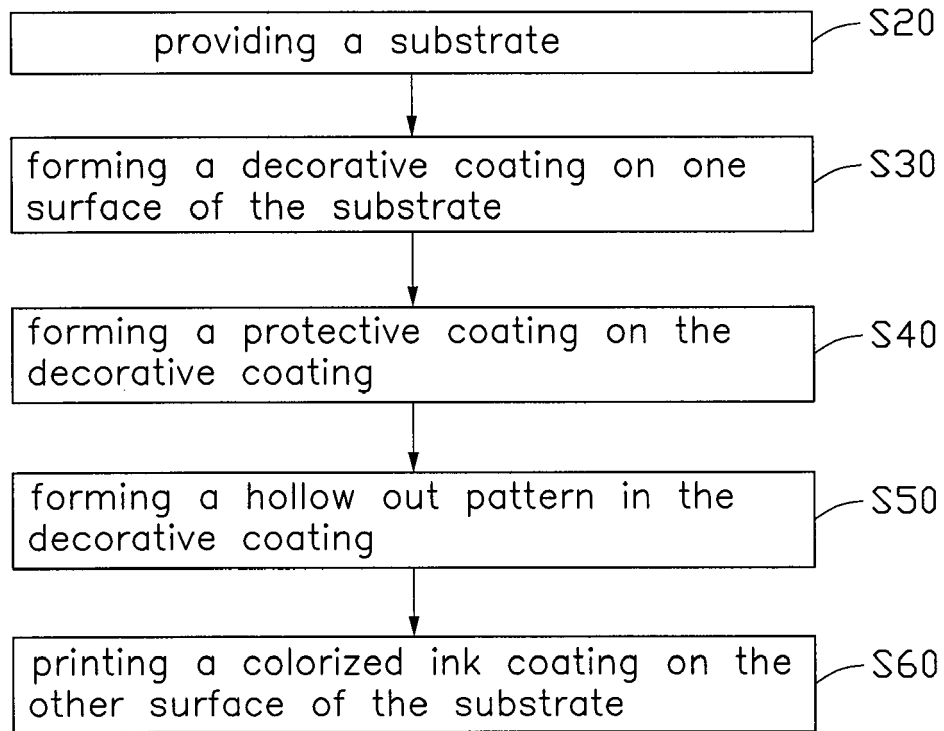 providing a substrate
S20
forming a decorative coating on one
surface of the substrate
S30
forming a protective coating on the
decorative coating
S40
forming a hollow out pattern in the
decorative coating
S50
printing a colorized ink coating on the
other surface of the substrate
S60